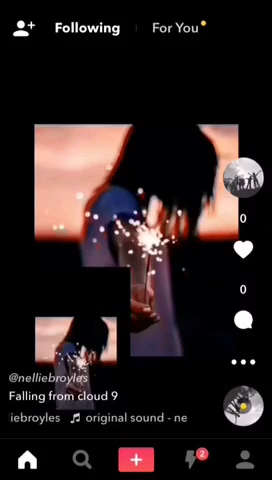 Following | For You
0
0
@nelliebroyles
Falling from cloud 9
iebroyles ♫ original sound - ne
2